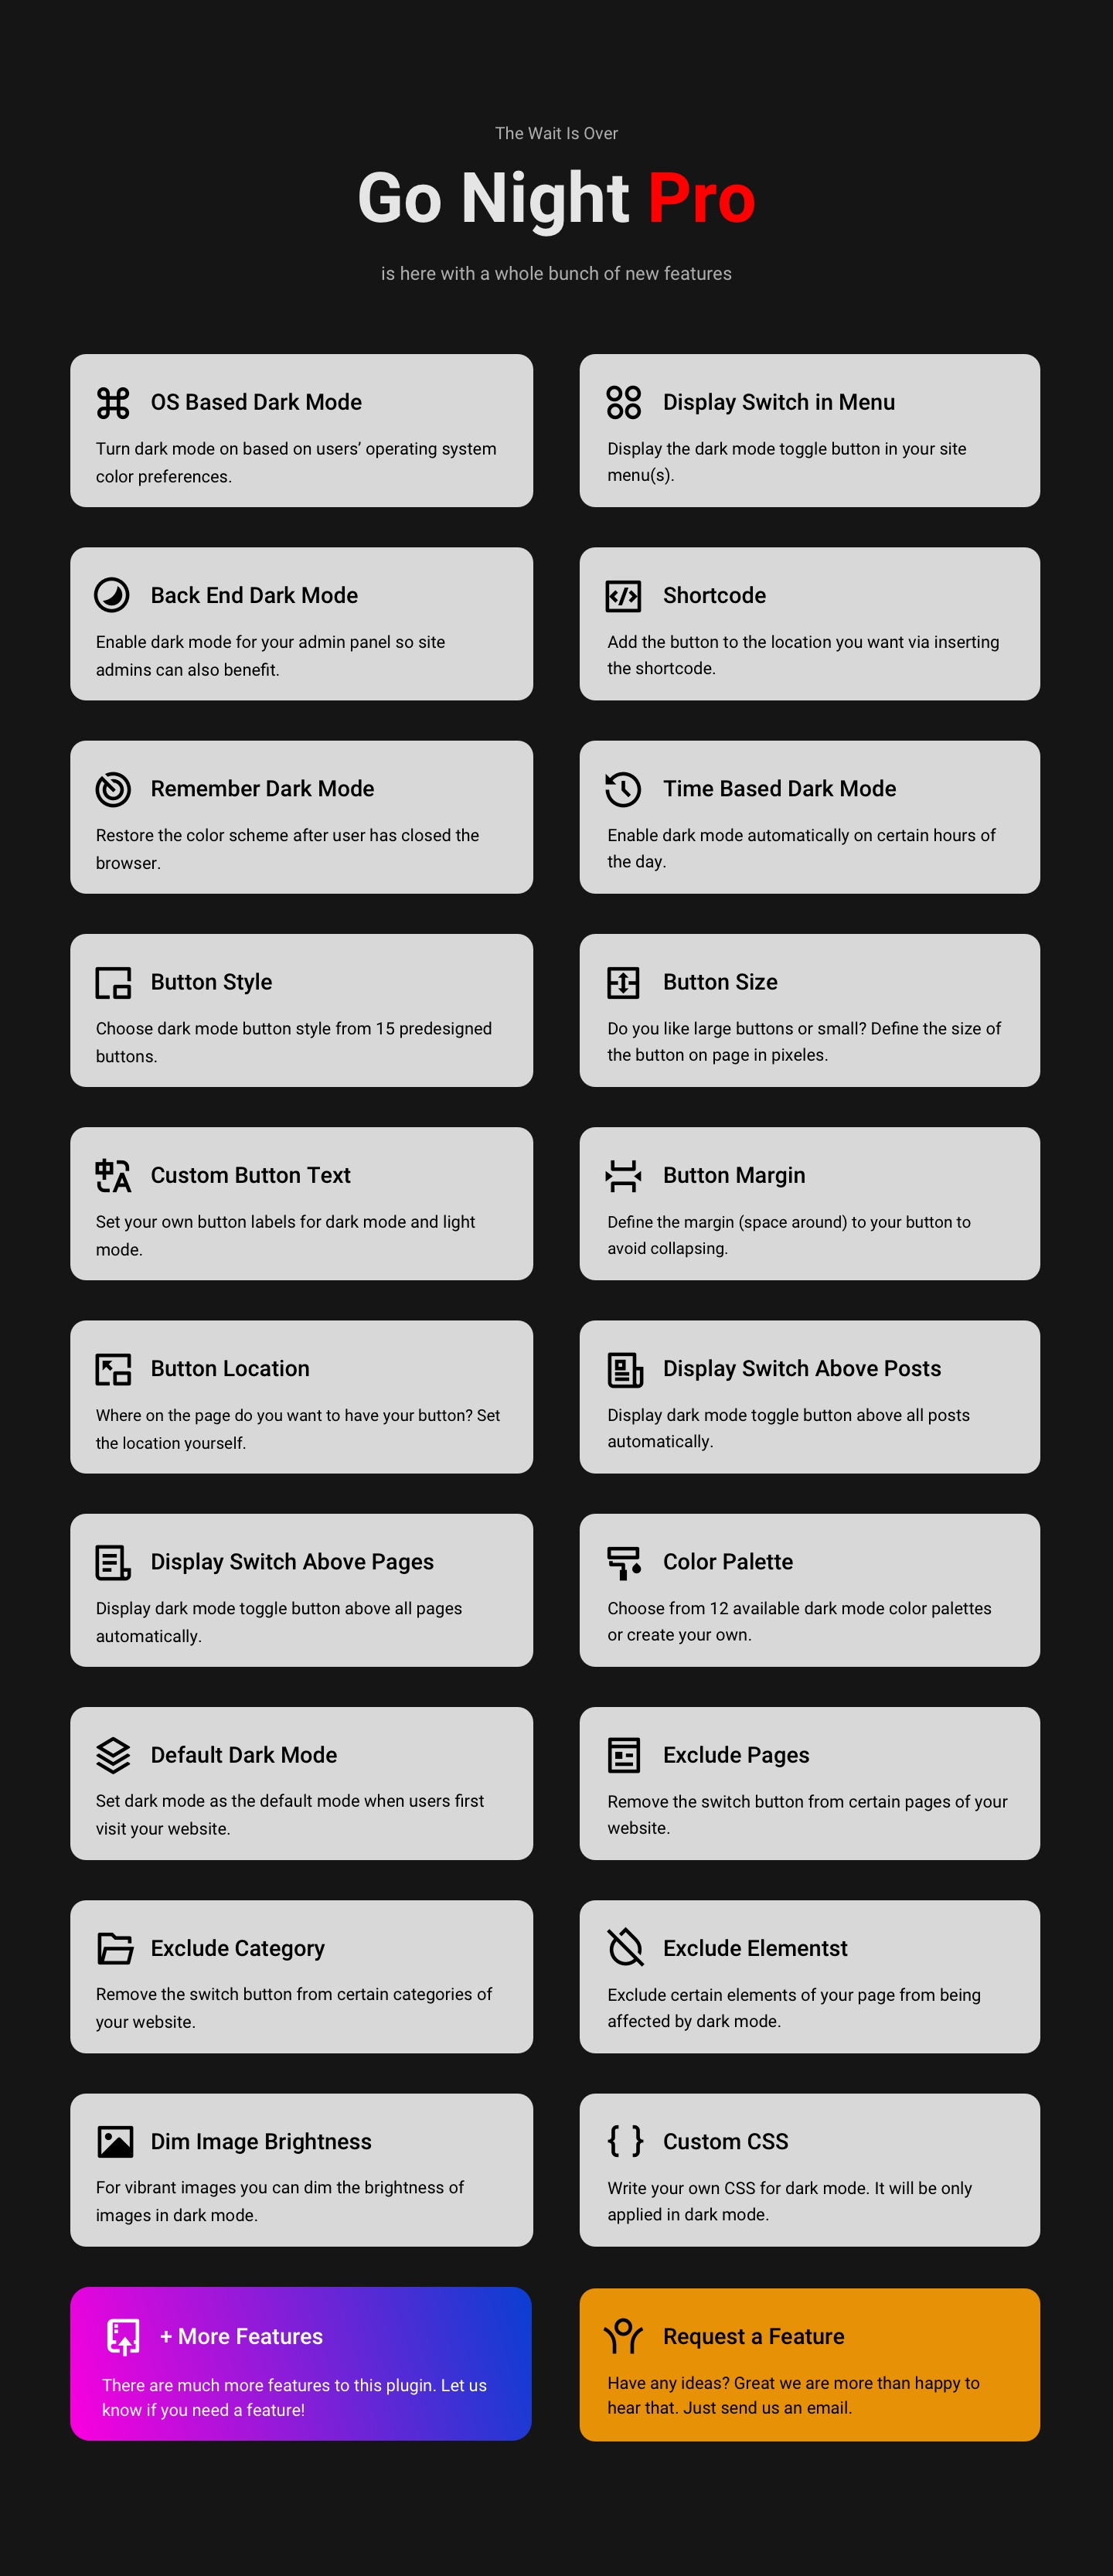 The Wait Is Over
Go Night Pro
is here with a whole bunch of new features
OS Based Dark Mode
Turn dark mode on based on users’ operating system
color preferences.
Display Switch in Menu
Display the dark mode toggle button in your site
menu(s).
Back End Dark Mode
Enable dark mode for your admin panel so site
admins can also benefit.
Shortcode
Add the button to the location you want via inserting
the shortcode.
Remember Dark Mode
Restore the color scheme after user has closed the
browser.
Time Based Dark Mode
Enable dark mode automatically on certain hours of
the day.
Button Style
Choose dark mode button style from 15 predesigned
buttons.
Button Size
Do you like large buttons or small? Define the size of
the button on page in pixeles.
Custom Button Text
Set your own button labels for dark mode and light
mode.
Button Margin
Define the margin (space around) to your button to
avoid collapsing.
Button Location
Where on the page do you want to have your button? Set
the location yourself.
Display Switch Above Posts
Display dark mode toggle button above all posts
automatically.
Display Switch Above Pages
Display dark mode toggle button above all pages
automatically.
Color Palette
Choose from 12 available dark mode color palettes
or create your own.
Default Dark Mode
Set dark mode as the default mode when users first
visit your website.
Exclude Pages
Remove the switch button from certain pages of your
website.
Exclude Category
Remove the switch button from certain categories of
your website.
Exclude Elementst
Exclude certain elements of your page from being
affected by dark mode.
Dim Image Brightness
For vibrant images you can dim the brightness of
images in dark mode.
Custom CSS
Write your own CSS for dark mode. It will be only
applied in dark mode.
+ More Features
There are much more features to this plugin. Let us
know if you need a feature!
Request a Feature
Have any ideas? Great we are more than happy to
hear that. Just send us an email.